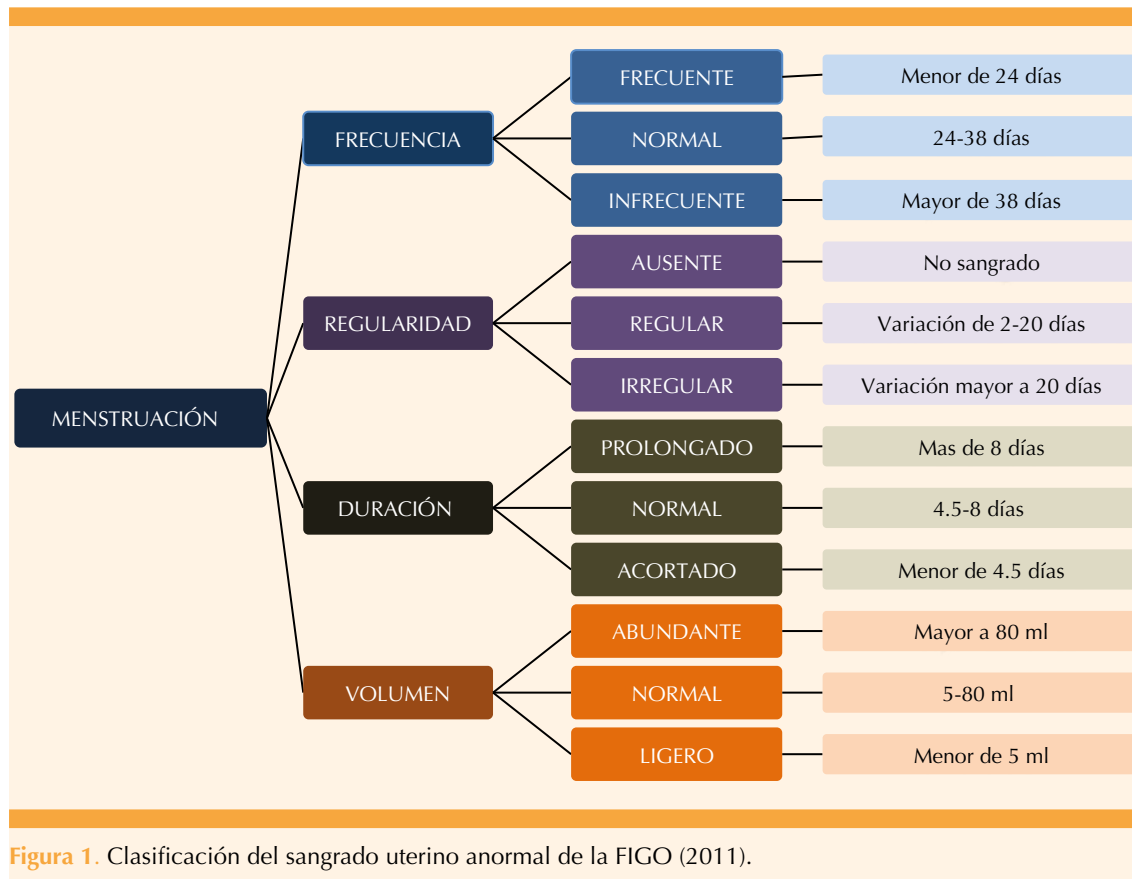 MENSTRUACIÓN
FRECUENCIA
FRECUENTE
Menor de 24 días
NORMAL
24-38 días
INFRECUENTE
Mayor de 38 días
REGULARIDAD
AUSENTE
No sangrado
REGULAR
Variación de 2-20 días
IRREGULAR
Variación mayor a 20 días
DURACIÓN
PROLONGADO
Mas de 8 días
NORMAL
4.5-8 días
ACORTADO
Menor de 4.5 días
VOLUMEN
ABUNDANTE
Mayor a 80 ml
NORMAL
5-80 ml
LIGERO
Menor de 5 ml
Figura 1. Clasificación del sangrado uterino anormal de la FIGO (2011).